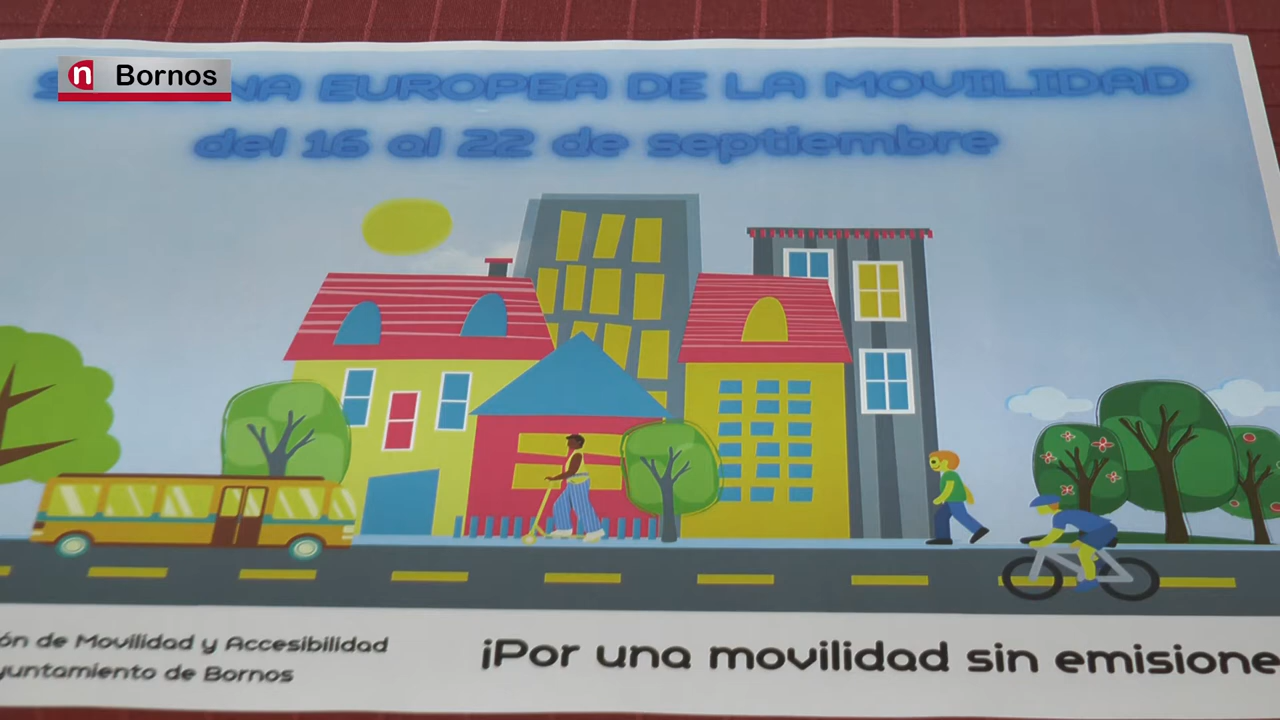 n Bornos
NA EUROPEA DE LA MOVILIDAD
del 16 al 22 de septiembre
ón de Movilidad y Accesibilidad
yuntamiento de Bornos
¡Por una movilidad sin emisione